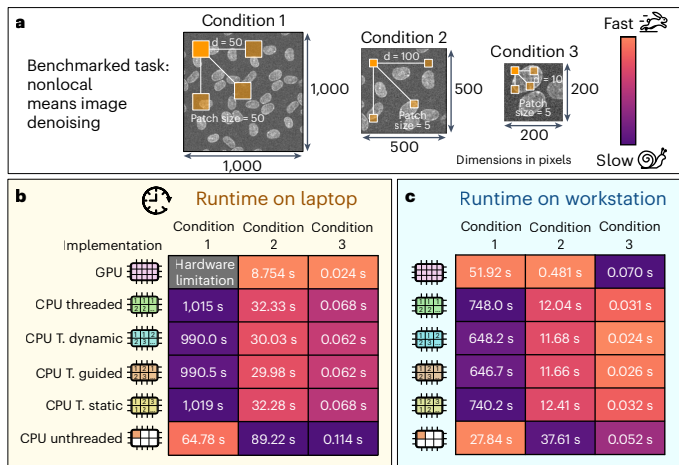 a
Benchmarked task:
nonlocal
means image
denoising
Condition 1
d = 50
Patch size = 50
1,000
1,000
Condition 2
d = 100
Patch size = 5
500
500
Condition 3
= 10
Patch
size = 5
200
200
Dimensions in pixels
Fast
Slow
b
Runtime on laptop
Implementation
Condition 1
Condition 2
Condition 3
GPU
Hardware limitation
8.754 s
0.024 s
CPU threaded
1,015 s
32.33 s
0.068 s
CPU T. dynamic
990.0 s
30.03 s
0.062 s
CPU T. guided
990.5 s
29.98 s
0.062 s
CPU T. static
1,019 s
32.28 s
0.068 s
CPU unthreaded
64.78 s
89.22 s
0.114 s
c
Runtime on workstation
Condition 1
Condition 2
Condition 3
51.92 s
0.481 s
0.070 s
748.0 s
12.04 s
0.031 s
648.2 s
11.68 s
0.024 s
646.7 s
11.66 s
0.026 s
740.2 s
12.41 s
0.032 s
27.84 s
37.61 s
0.052 s